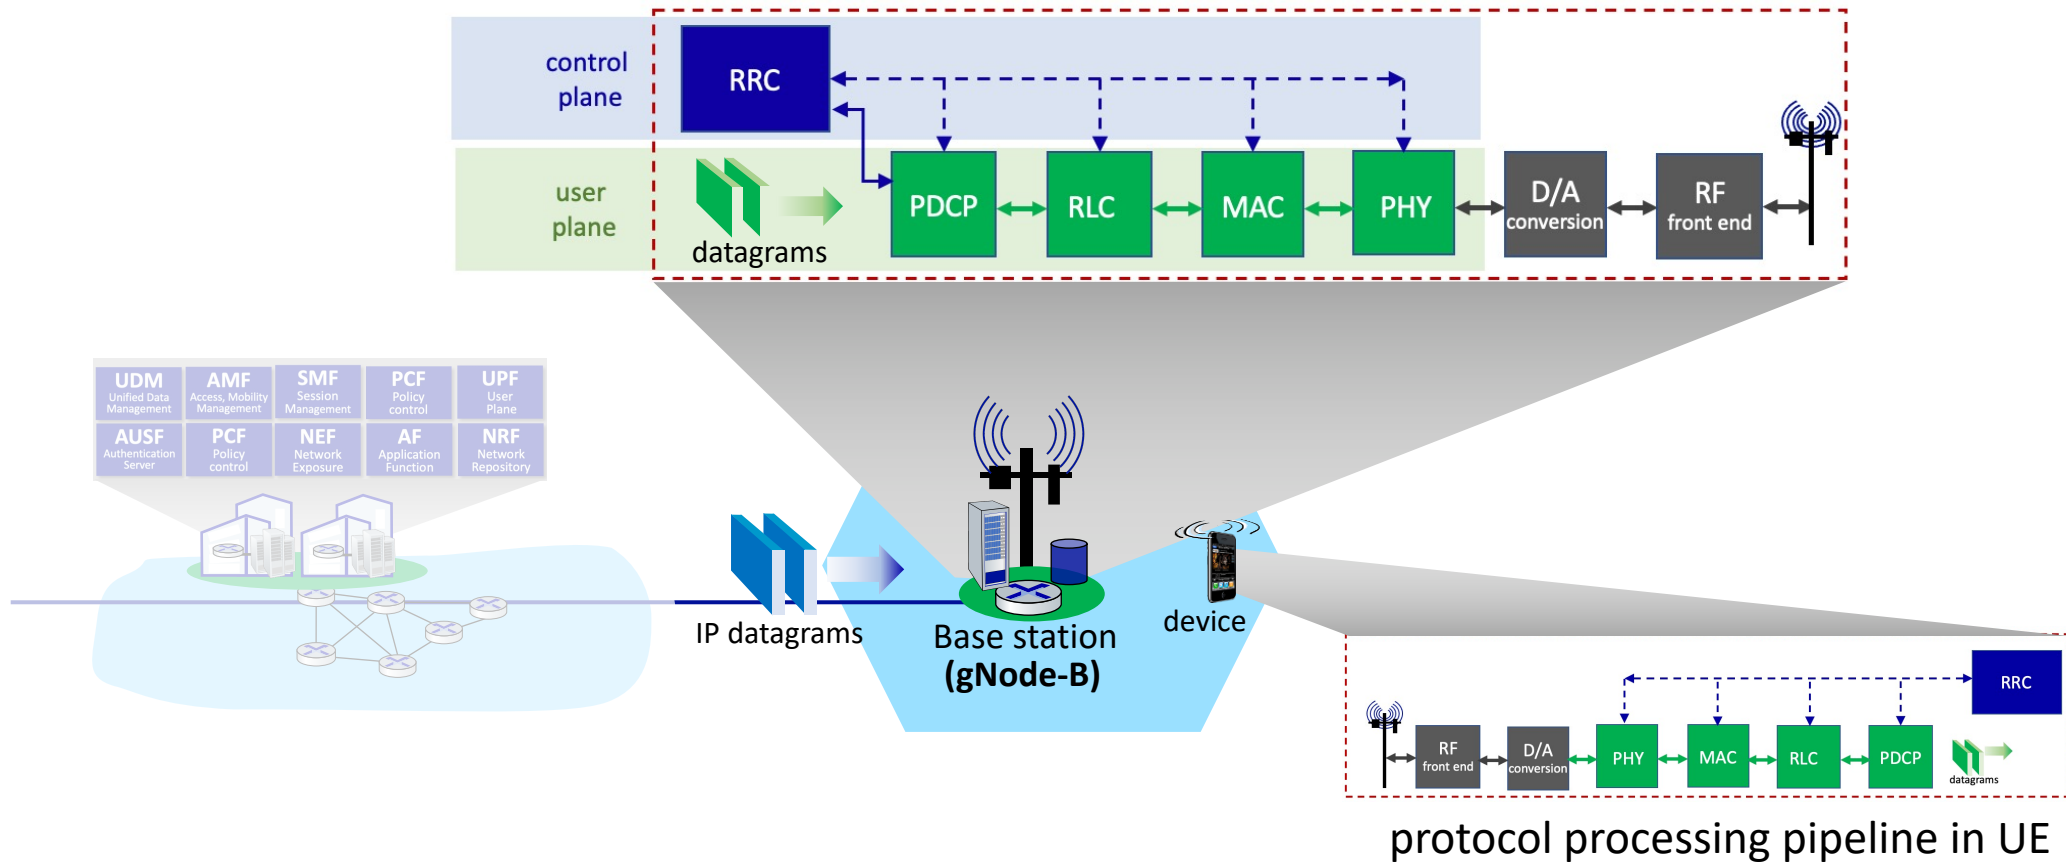 control
plane
RRC
user
plane
datagrams
PDCP
RLC
MAC
PHY
D/A
conversion
RF
front end
UDM
Unified Data
Management
AMF
Access, Mobility
Management
SMF
Session
Management
PCF
Policy
control
UPF
User
Plane
AUSF
Authentication
Server
PCF
Policy
control
NEF
Network
Exposure
AF
Application
Function
NRF
Network
Repository
IP datagrams
Base station
(gNode-B)
device
RRC
RF
front end
D/A
conversion
PHY
MAC
RLC
PDCP
datagrams
protocol processing pipeline in UE